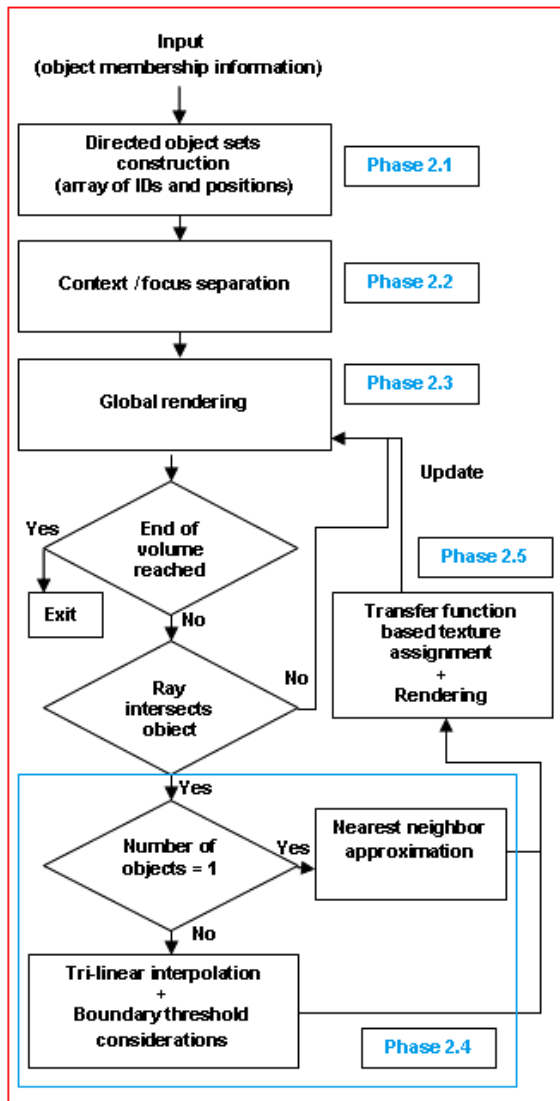 Input
(object membership information)
Directed object sets
construction
(array of IDs and positions)
Phase 2.1
Context / focus separation
Phase 2.2
Phase 2.3
Global rendering
Update
Yes
End of
volume
reached
Phase 2.5
Exit
No
Transfer function
based texture
assignment
+
Rendering
Ray
intersects
object
No
Yes
Number of
objects = 1
Yes
Nearest neighbor
approximation
No
Tri-linear interpolation
+
Boundary threshold
considerations
Phase 2.4